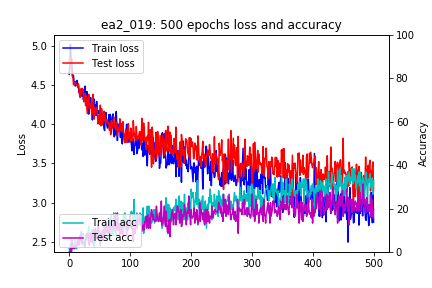 ea2_019: 500 epochs loss and accuracy
5.0
4.5
4.0
3.5
3.0
2.5
Loss
Train loss
Test loss
Train acc
Test acc
100
80
60
40
20
0
Accuracy
0
100
200
300
400
500